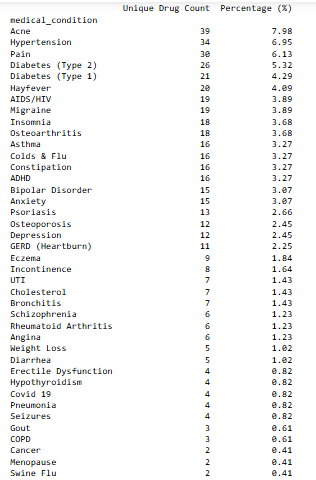 Unique Drug Count Percentage (%)
medical_condition
Acne 39 7.98
Hypertension 34 6.95
Pain 30 6.13
Diabetes (Type 2) 26 5.32
Diabetes (Type 1) 21 4.29
Hayfever 20 4.09
AIDS/HIV 19 3.89
Migraine 19 3.89
Insomnia 18 3.68
Osteoarthritis 18 3.68
Asthma 16 3.27
Colds & Flu 16 3.27
Constipation 16 3.27
ADHD 16 3.27
Bipolar Disorder 15 3.07
Anxiety 15 3.07
Psoriasis 13 2.66
Osteoporosis 12 2.45
Depression 12 2.45
GERD (Heartburn) 11 2.25
Eczema 9 1.84
Incontinence 8 1.64
UTI 7 1.43
Cholesterol 7 1.43
Bronchitis 7 1.43
Schizophrenia 6 1.23
Rheumatoid Arthritis 6 1.23
Angina 6 1.23
Weight Loss 5 1.02
Diarrhea 5 1.02
Erectile Dysfunction 4 0.82
Hypothyroidism 4 0.82
Covid 19 4 0.82
Pneumonia 4 0.82
Seizures 4 0.82
Gout 3 0.61
COPD 3 0.61
Cancer 2 0.41
Menopause 2 0.41
Swine Flu 2 0.41